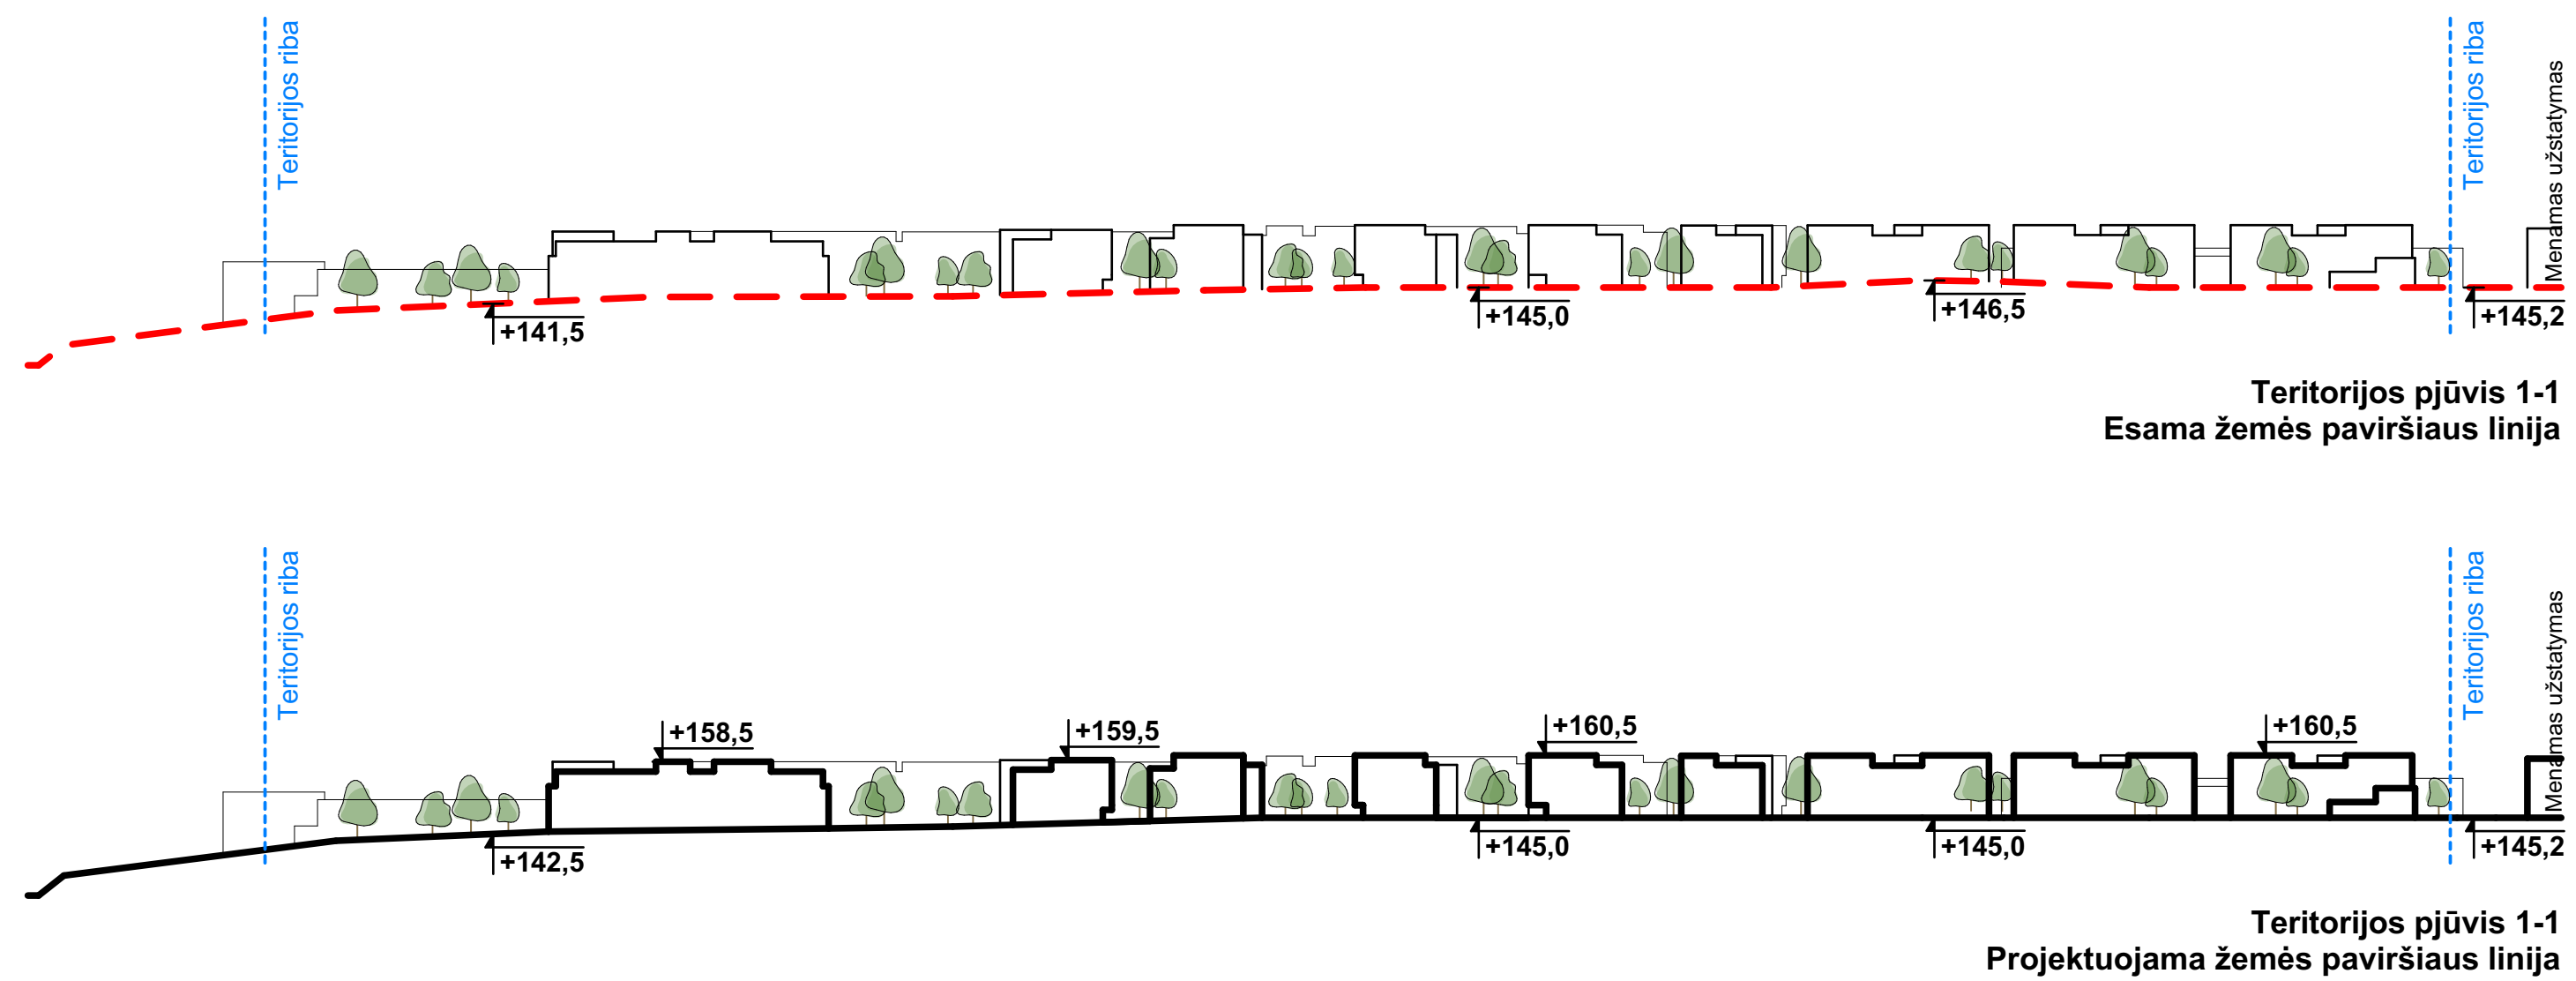 Teritorijos riba
Teritorijos riba
Menamas užstatymas
+141,5
+145,0
+146,5
+145,2
Teritorijos pjūvis 1-1
Esama žemės paviršiaus linija
Teritorijos riba
Teritorijos riba
Menamas užstatymas
+158,5
+159,5
+160,5
+160,5
+142,5
+145,0
+145,0
+145,2
Teritorijos pjūvis 1-1
Projektuojama žemės paviršiaus linija